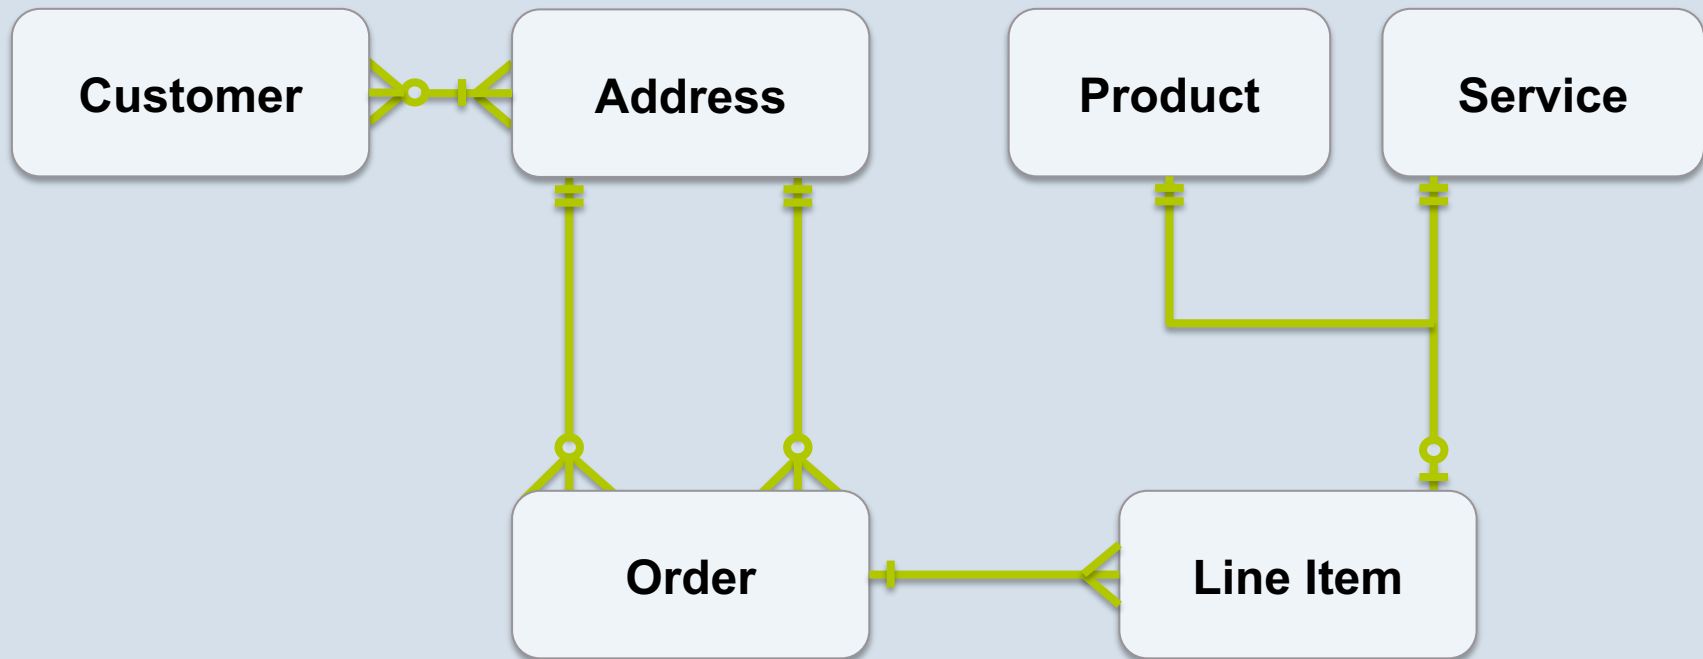 Customer
Address
Product
Service
Order
Line Item